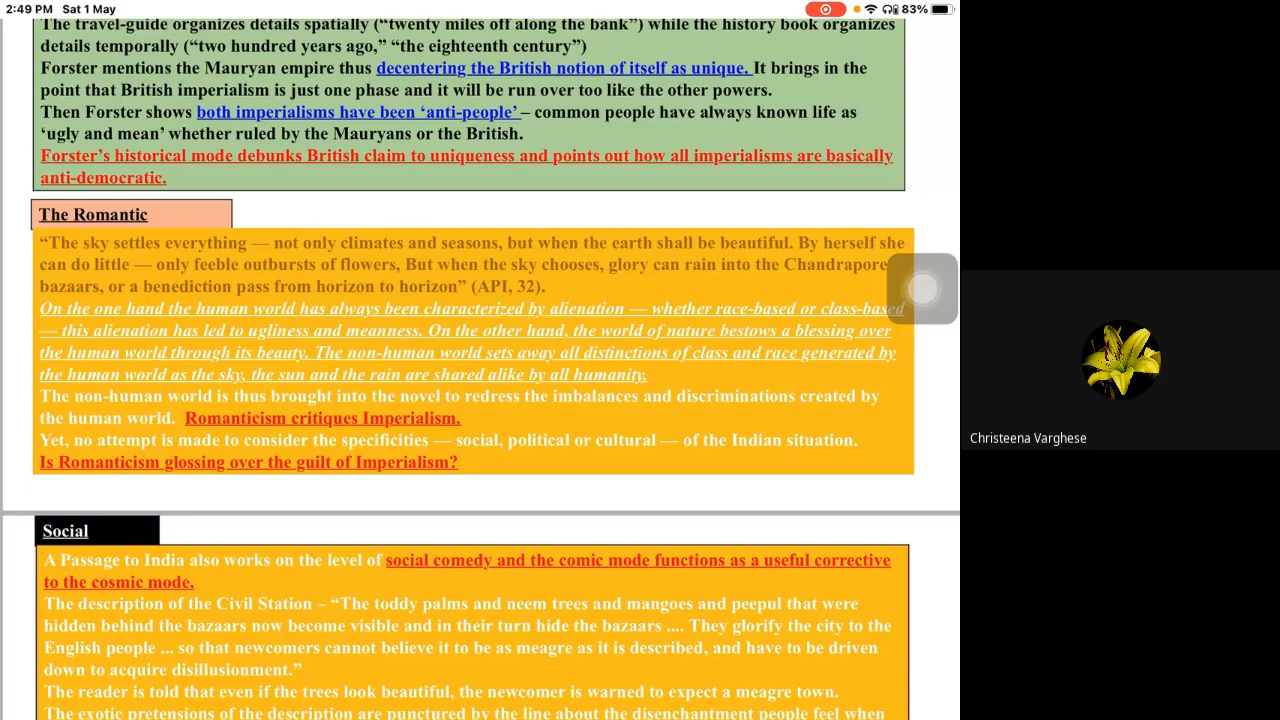 2:49 PM Sat 1 May
83%
The travel-guide organizes details spatially (“twenty miles off along the bank”) while the history book organizes
details temporally (“two hundred years ago,” “the eighteenth century”)
Forster mentions the Mauryan empire thus decentering the British notion of itself as unique. It brings in the
point that British imperialism is just one phase and it will be run over too like the other powers.
Then Forster shows both imperialisms have been ‘anti-people’ – common people have always known life as
‘ugly and mean’ whether ruled by the Mauryans or the British.
Forster’s historical mode debunks British claim to uniqueness and points out how all imperialisms are basically
anti-democratic.
The Romantic
“The sky settles everything — not only climates and seasons, but when the earth shall be beautiful. By herself she
can do little — only feeble outbursts of flowers, But when the sky chooses, glory can rain into the Chandrapore
bazaars, or a benediction pass from horizon to horizon” (API, 32).
On the one hand the human world has always been characterized by alienation — whether race-based or class-based
— this alienation has led to ugliness and meanness. On the other hand, the world of nature bestows a blessing over
the human world through its beauty. The non-human world sets away all distinctions of class and race generated by
the human world as the sky, the sun and the rain are shared alike by all humanity.
The non-human world is thus brought into the novel to redress the imbalances and discriminations created by
the human world. Romanticism critiques Imperialism.
Yet, no attempt is made to consider the specificities — social, political or cultural — of the Indian situation.
Is Romanticism glossing over the guilt of Imperialism?
Christeena Varghese
Social
A Passage to India also works on the level of social comedy and the comic mode functions as a useful corrective
to the cosmic mode.
The description of the Civil Station – “The toddy palms and neem trees and mangoes and peepul that were
hidden behind the bazaars now become visible and in their turn hide the bazaars .... They glorify the city to the
English people ... so that newcomers cannot believe it to be as meagre as it is described, and have to be driven
down to acquire disillusionment.”
The reader is told that even if the trees look beautiful, the newcomer is warned to expect a meagre town.
The exotic pretensions of the description are punctured by the line about the disenchantment people feel when